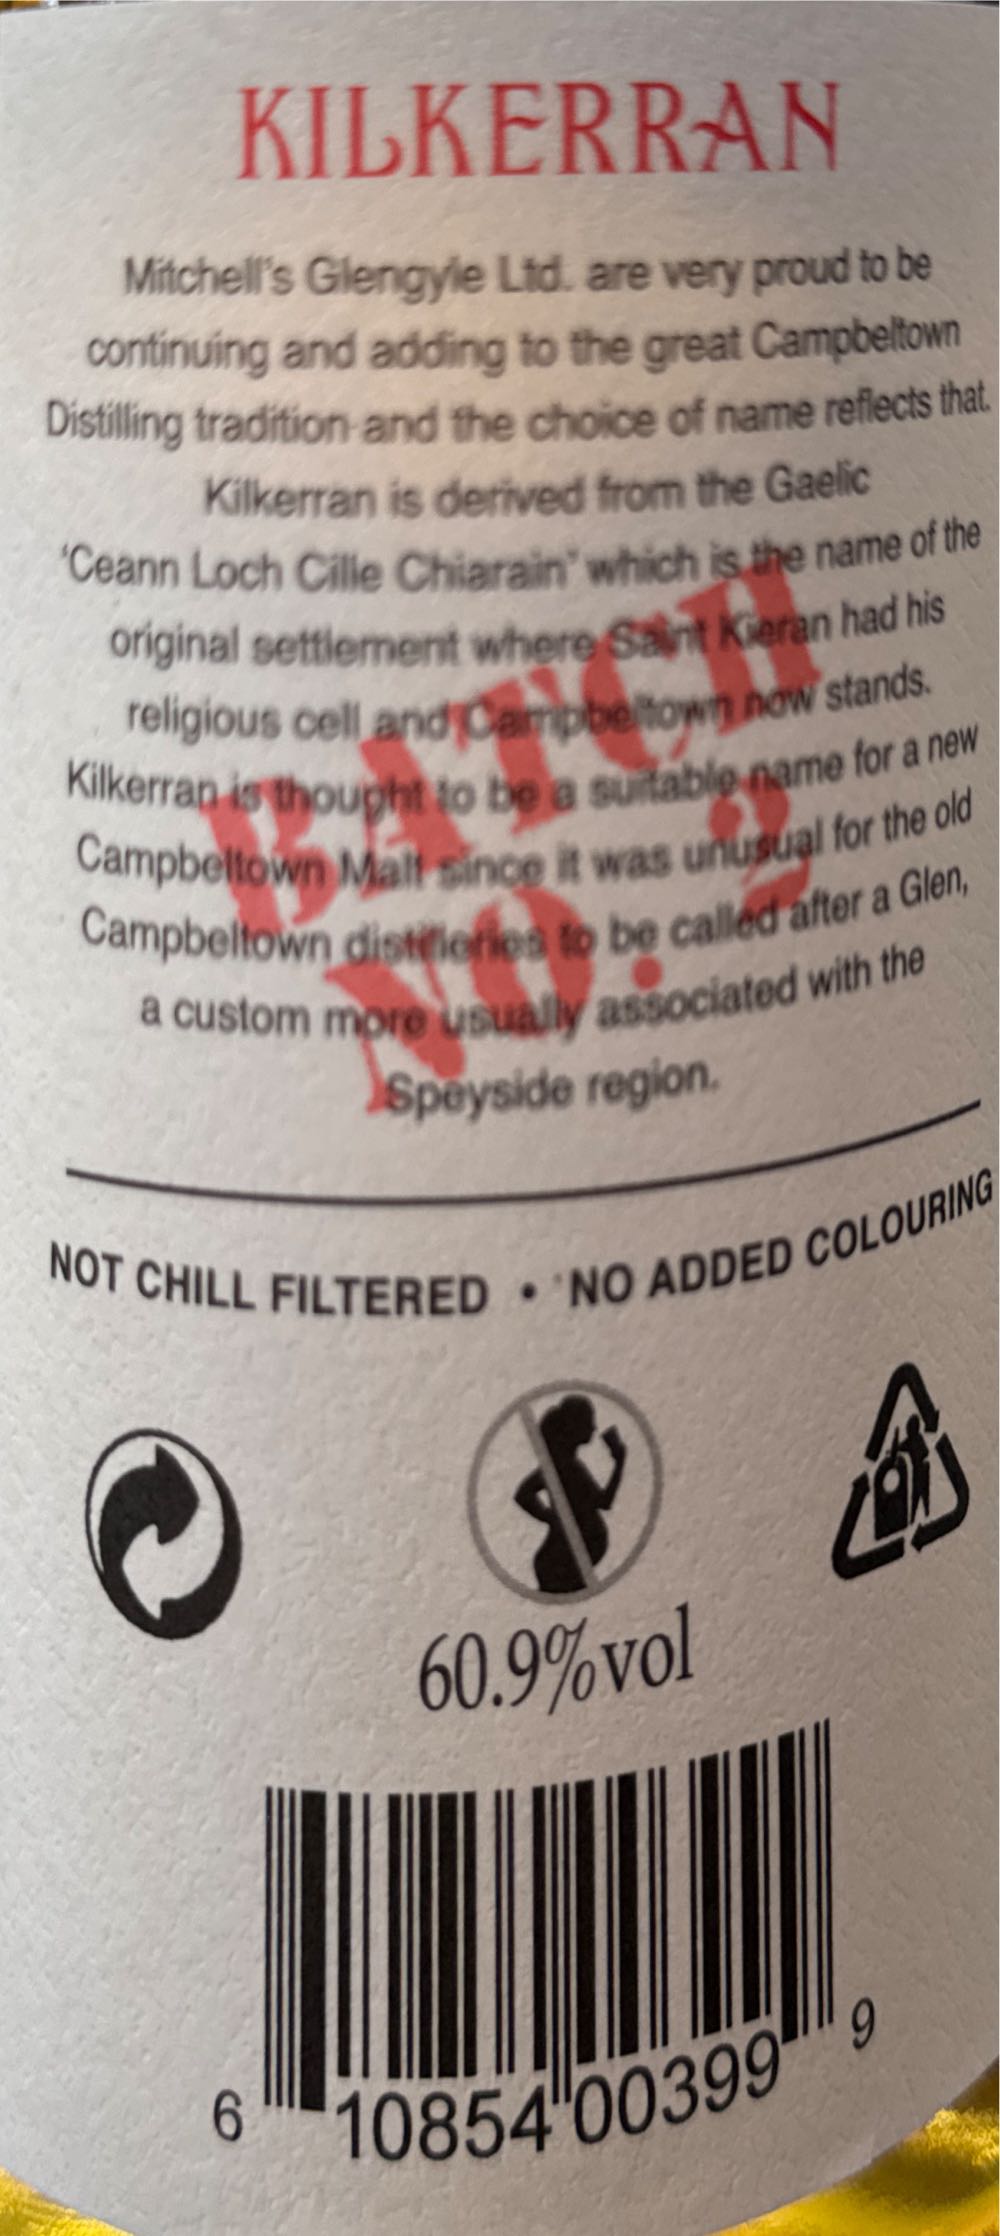 KILKERRAN
Mitchell's Glengyle Ltd. are very proud to be
continuing and adding to the great Campbeltown
Distilling tradition and the choice of name reflects that.
Kilkerran is derived from the Gaelic
'Ceann Loch Cille Chiarain' which is the name of the
original settlement where Saint Kieran had his
religious cell and Campbeltown now stands.
Kilkerran is thought to be a suitable name for a new
Campbeltown Malt since it was unusual for the old
Campbeltown distilleries to be called after a Glen,
a custom more usually associated with the
Speyside region.
BATCH
NO. 2
NOT CHILL FILTERED • NO ADDED COLOURING
60.9%vol
6 10854 00399 9